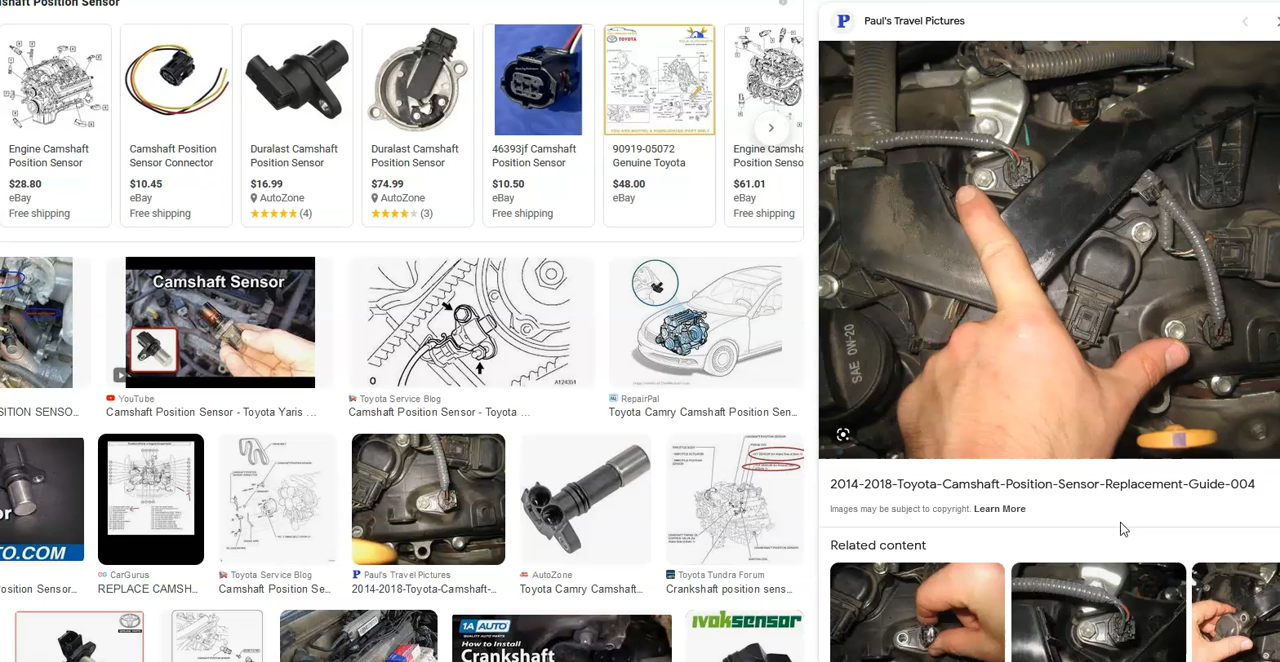 mshaft Position Sensor
Engine Camshaft
Position Sensor
$28.80
eBay
Free shipping
Camshaft Position
Sensor Connector
$10.45
eBay
Free shipping
Duralast Camshaft
Position Sensor
$16.99
AutoZone
(4)
Duralast Camshaft
Position Sensor
$74.99
AutoZone
(3)
46393jf Camshaft
Position Sensor
$10.50
eBay
Free shipping
TOYOTA
90919-05072
Genuine Toyota
$48.00
eBay
Engine Camsha
Position Senso
$61.01
eBay
Free shipping
SITION SENSO...
Camshaft Sensor
YouTube
Camshaft Position Sensor - Toyota Yaris ...
A124351
Toyota Service Blog
Camshaft Position Sensor - Toyota ...
RepairPal
Toyota Camry Camshaft Position Sen...
or
TO.COM
osition Sensor...
CarGurus
REPLACE CAMSH...
Toyota Service Blog
Camshaft Position Se...
P Paul's Travel Pictures
2014-2018-Toyota-Camshaft-...
AutoZone
Toyota Camry Camshaft...
Toyota Tundra Forum
Crankshaft position sens...
1A AUTO
QUALITY AUTO PARTS
How to Install
Crankshaft
ivoksensor
P Paul's Travel Pictures
SAE 0W-20
2014-2018-Toyota-Camshaft-Position-Sensor-Replacement-Guide-004
Images may be subject to copyright. Learn More
Related content